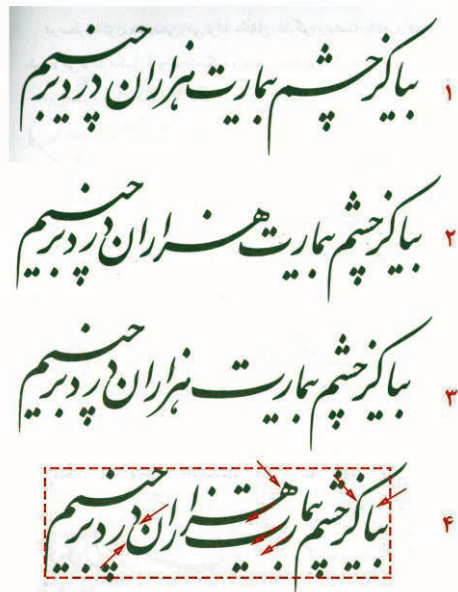 ۱ بیا کز چشم بیمارت هزاران درد برچینم
۲ بیا کز چشم بیمارت هزاران درد برچینم
۳ بیا کز چشم بیمارت هزاران درد برچینم
۴ بیا کز چشم بیمارت هزاران درد برچینم